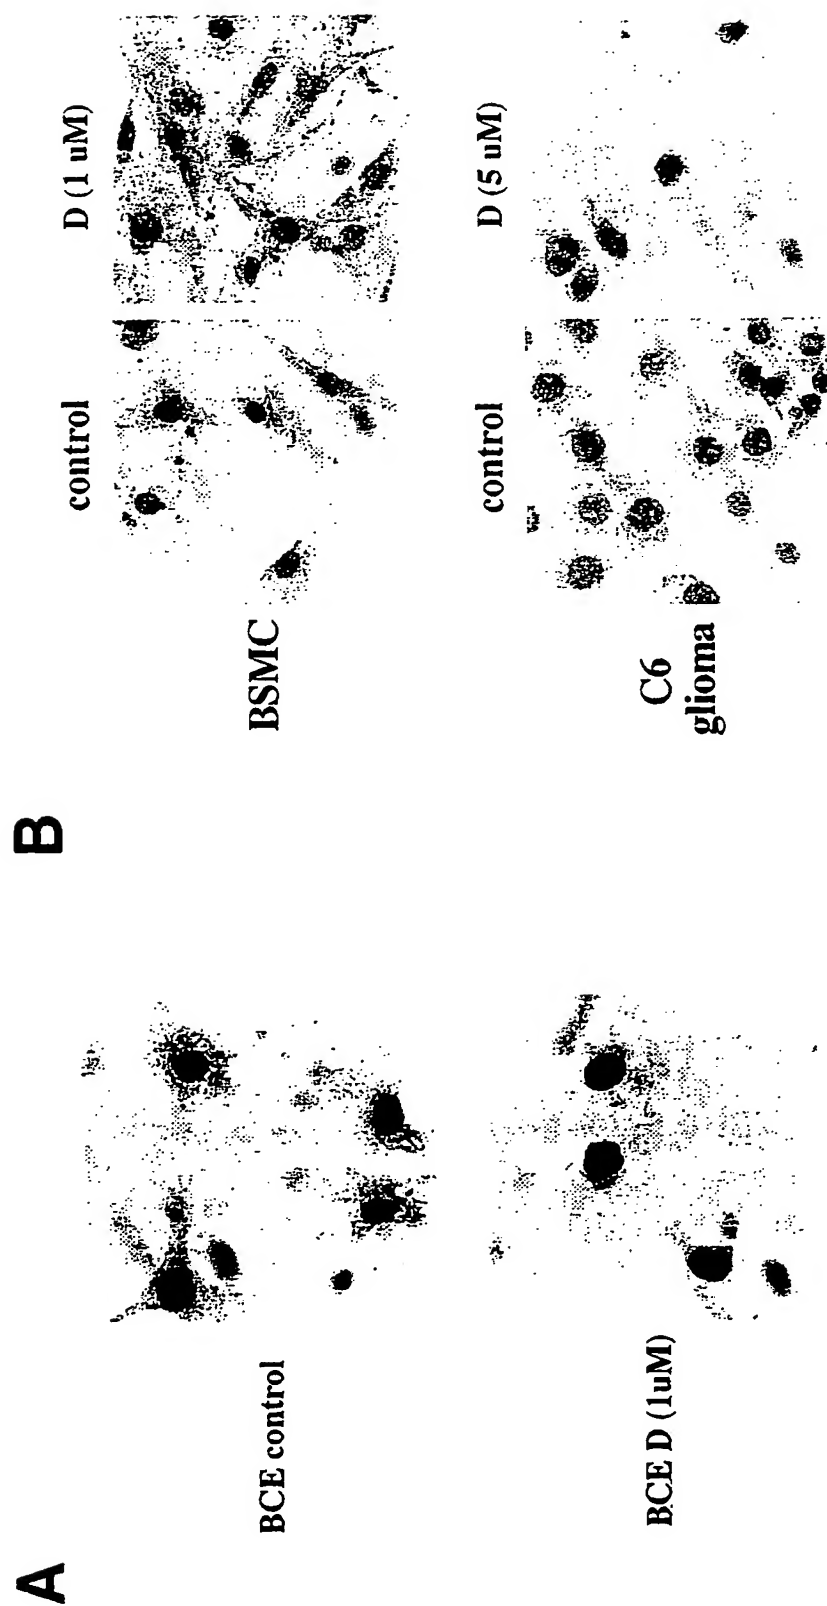 A
BCE control
BCE D (1uM)
B
control
D (1 uM)
BSMC
control
D (5 uM)
C6
glioma